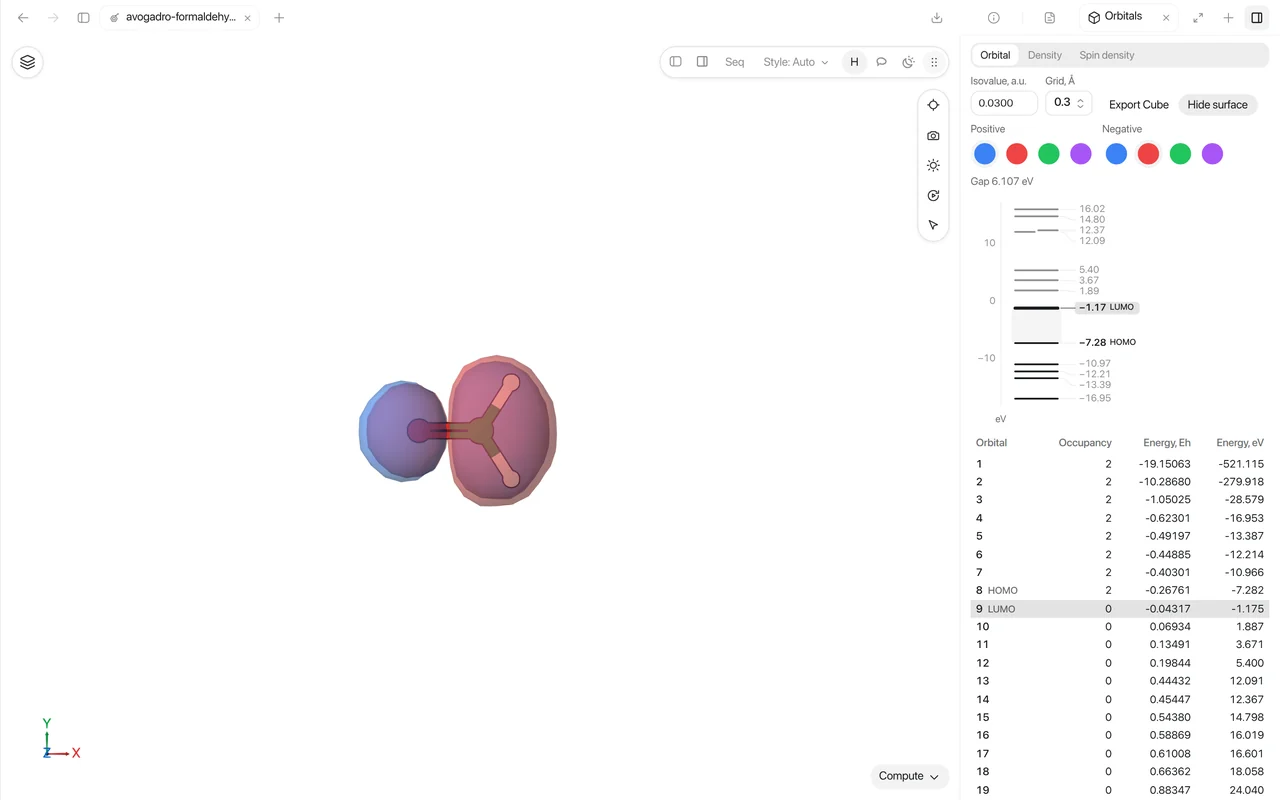 avogadro-formaldehy...
Orbitals
Seq
Style: Auto
H
Orbital Density Spin density
Isovalue, a.u. Grid, Å
0.0300 0.3 Export Cube Hide surface
Positive Negative
Gap 6.107 eV
16.02
14.80
12.37
10
12.09
5.40
3.67
1.89
0
−1.17 LUMO
−7.28 HOMO
−10
−10.97
−12.21
−13.39
−16.95
eV
Orbital Occupancy Energy, Eh Energy, eV
1 2 -19.15063 -521.115
2 2 -10.28680 -279.918
3 2 -1.05025 -28.579
4 2 -0.62301 -16.953
5 2 -0.49197 -13.387
6 2 -0.44885 -12.214
7 2 -0.40301 -10.966
8 HOMO 2 -0.26761 -7.282
9 LUMO 0 -0.04317 -1.175
10 0 0.06934 1.887
11 0 0.13491 3.671
12 0 0.19844 5.400
13 0 0.44432 12.091
14 0 0.45447 12.367
15 0 0.54380 14.798
16 0 0.58869 16.019
17 0 0.61008 16.601
18 0 0.66362 18.058
19 0 0.88347 24.040
Y
Z X
Compute